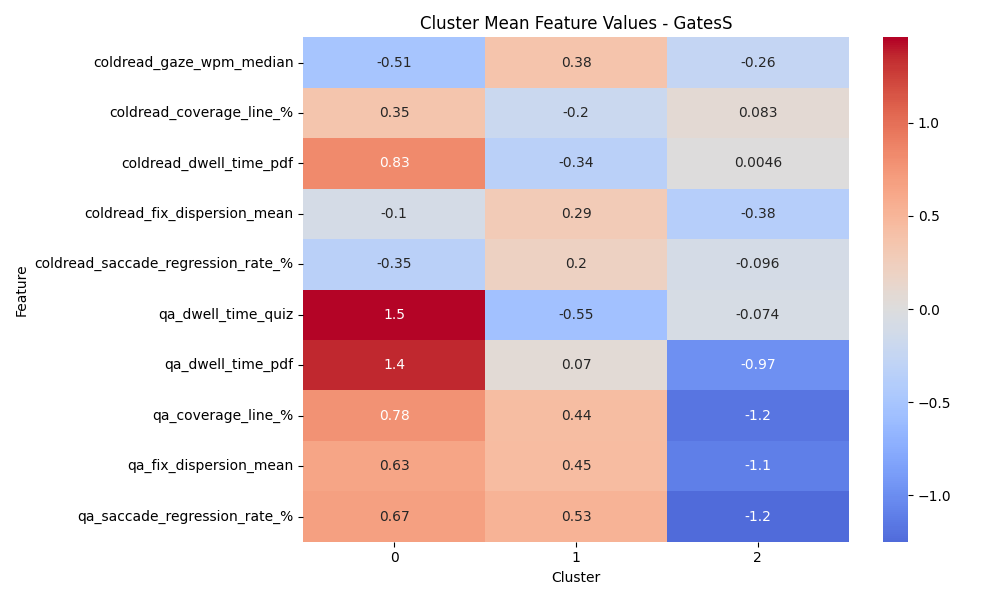 Cluster Mean Feature Values - GatesS
Feature
coldread_gaze_wpm_median -0.51 0.38 -0.26
coldread_coverage_line_% 0.35 -0.2 0.083
coldread_dwell_time_pdf 0.83 -0.34 0.0046
coldread_fix_dispersion_mean -0.1 0.29 -0.38
coldread_saccade_regression_rate_% -0.35 0.2 -0.096
qa_dwell_time_quiz 1.5 -0.55 -0.074
qa_dwell_time_pdf 1.4 0.07 -0.97
qa_coverage_line_% 0.78 0.44 -1.2
qa_fix_dispersion_mean 0.63 0.45 -1.1
qa_saccade_regression_rate_% 0.67 0.53 -1.2
0 1 2
Cluster
1.0
0.5
0.0
−0.5
−1.0